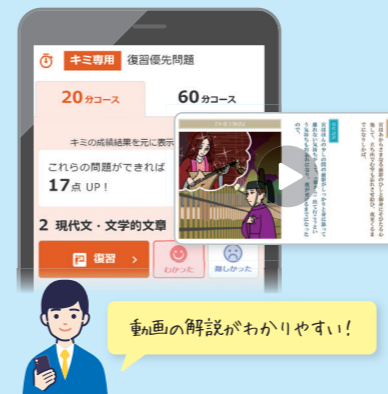 キミ専用 復習優先問題
20分コース 60分コース
キミの成績結果を元に表示
これらの問題ができれば
17点 UP!
2 現代文・文学的文章
復習 >
わかった
難しかった
動画の解説がわかりやすい!